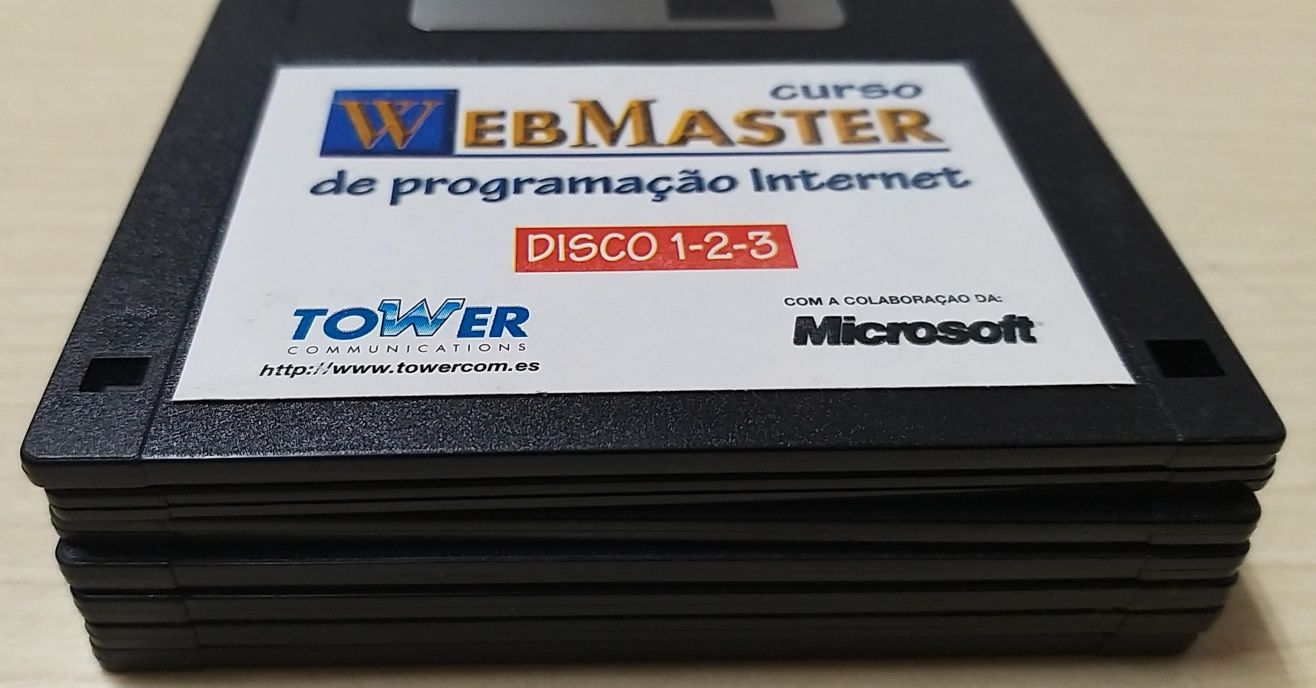 curso
WEBMASTER
de programação Internet
DISCO 1-2-3
TOWER
COMMUNICATIONS
http://www.towercom.es
COM A COLABORAÇAO DA:
Microsoft